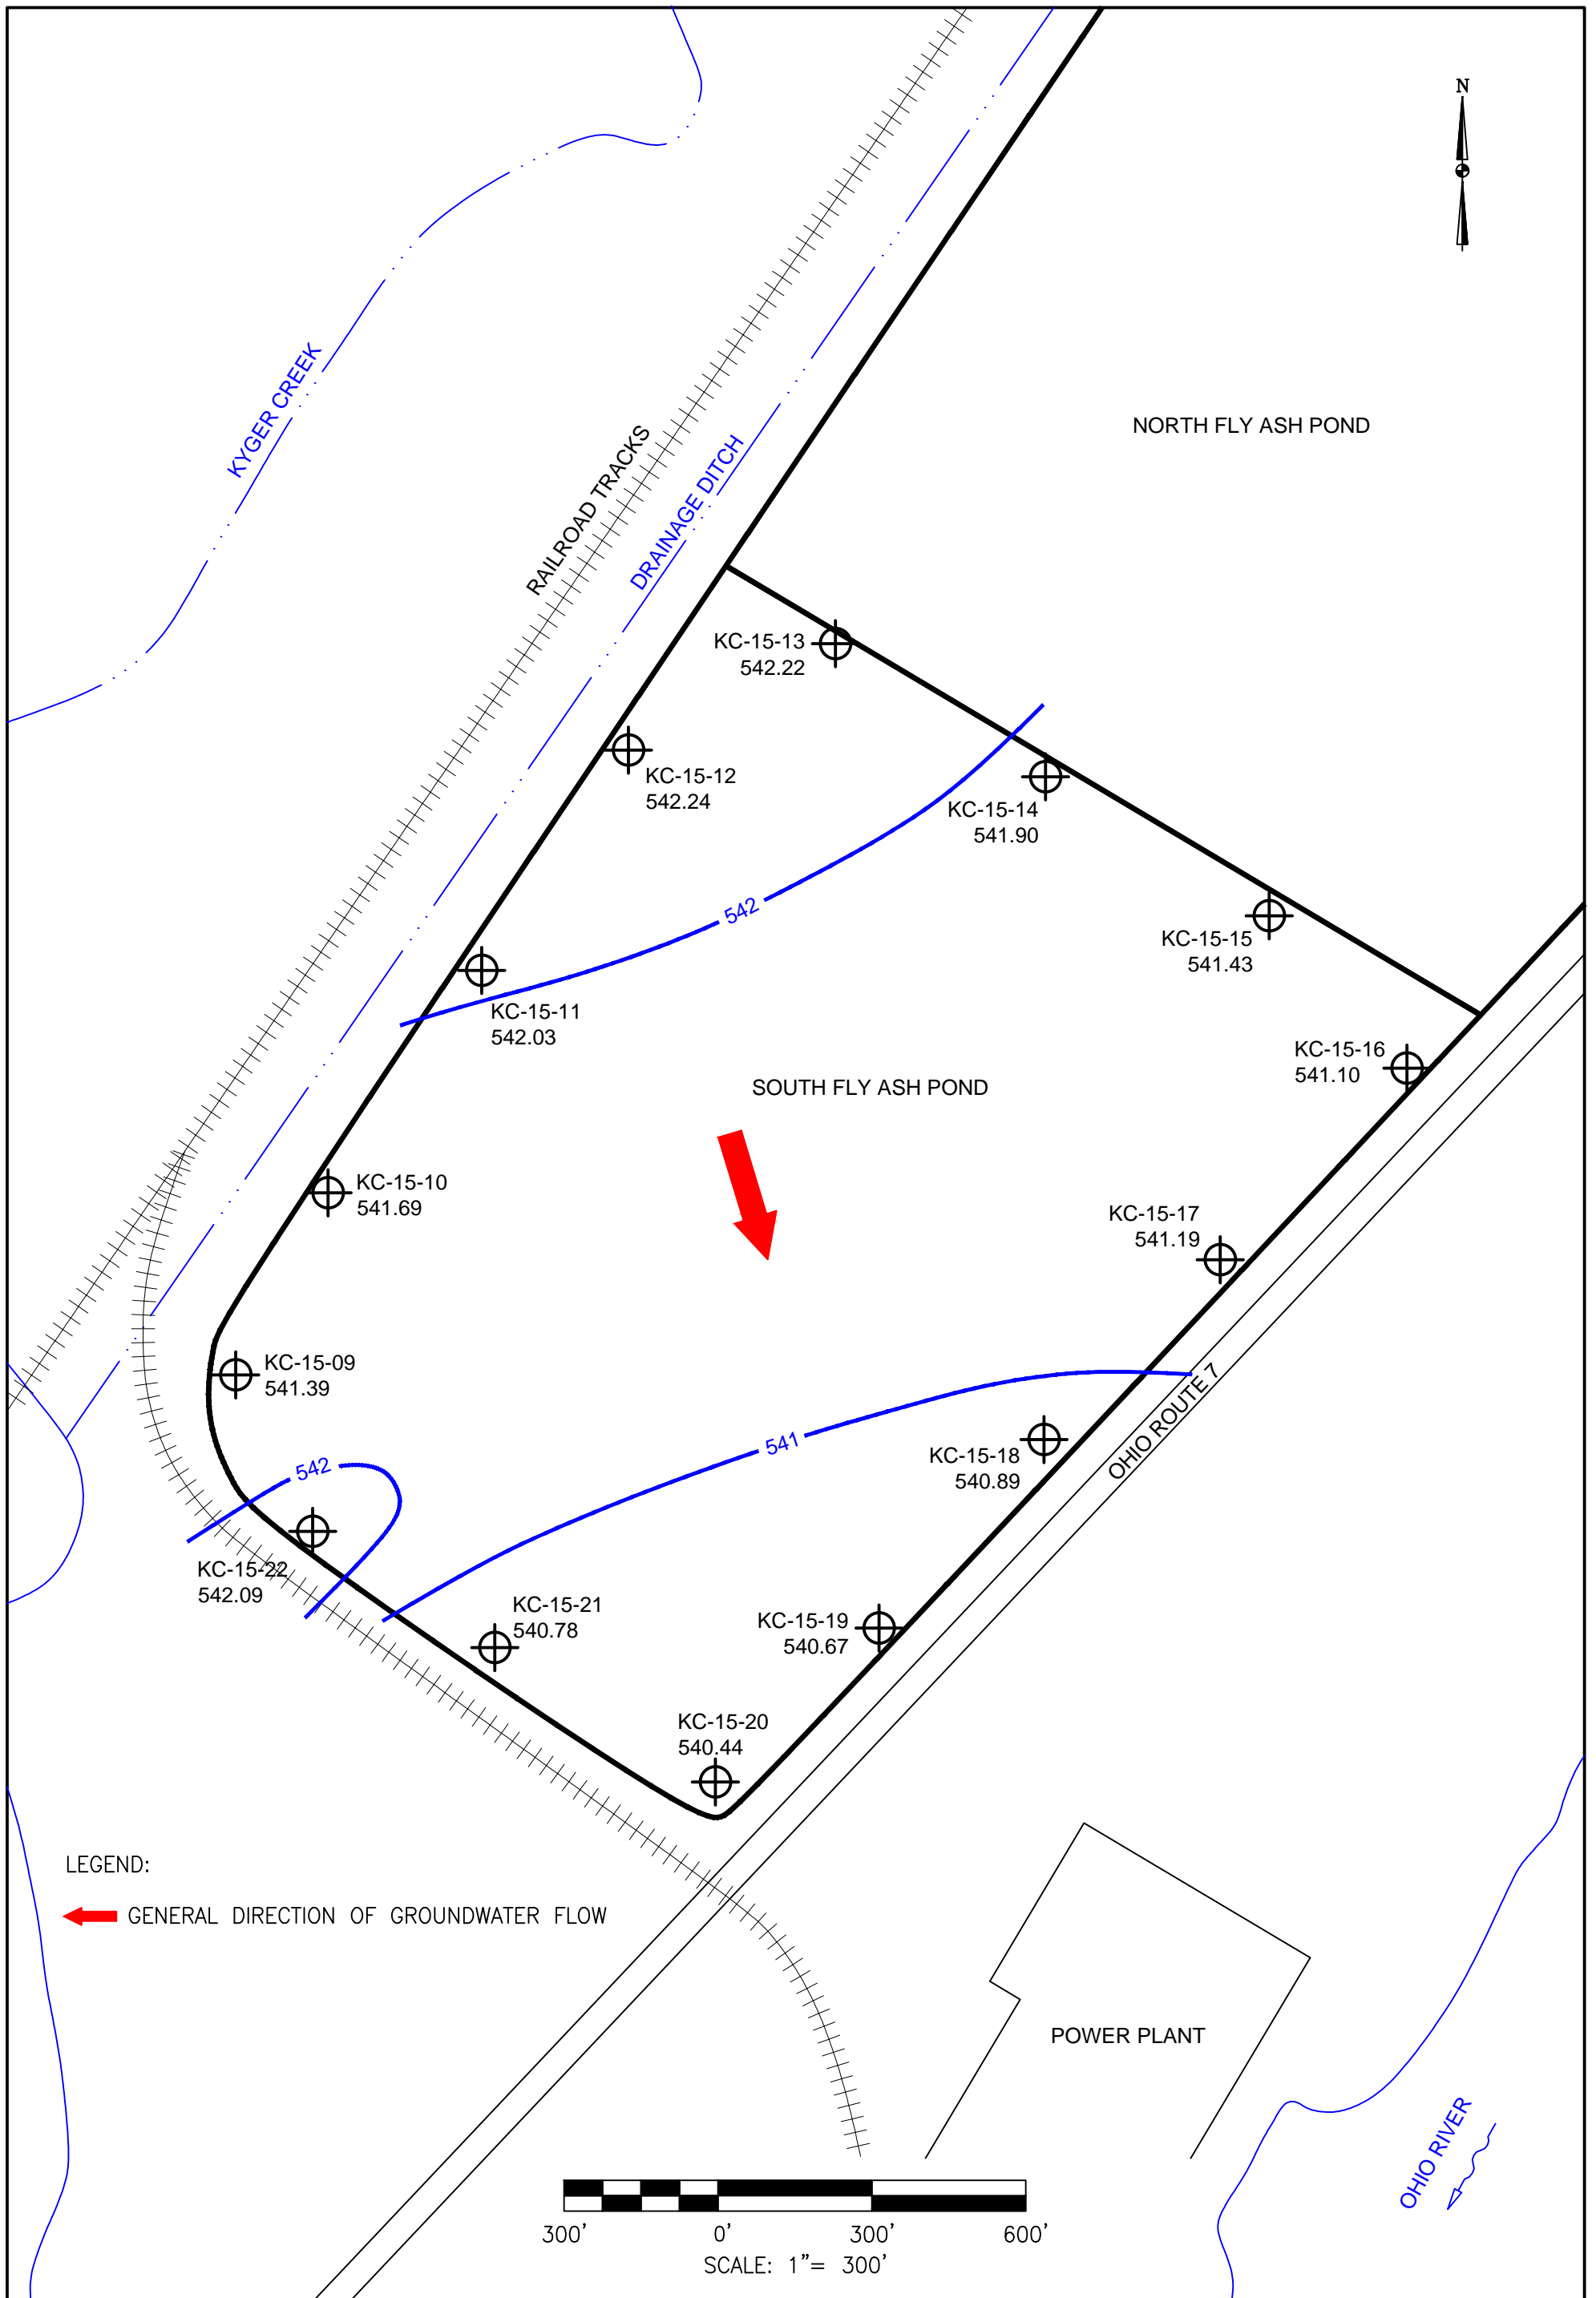 N
NORTH FLY ASH POND
KYGER CREEK
RAILROAD TRACKS
DRAINAGE DITCH
KC-15-13
542.22
KC-15-12
542.24
KC-15-14
541.90
542
KC-15-15
541.43
KC-15-11
542.03
KC-15-16
541.10
SOUTH FLY ASH POND
KC-15-10
541.69
KC-15-17
541.19
KC-15-09
541.39
OHIO ROUTE 7
541
KC-15-18
540.89
542
KC-15-22
542.09
KC-15-21
540.78
KC-15-19
540.67
KC-15-20
540.44
LEGEND:
GENERAL DIRECTION OF GROUNDWATER FLOW
POWER PLANT
OHIO RIVER
300' 0' 300' 600'
SCALE: 1"= 300'